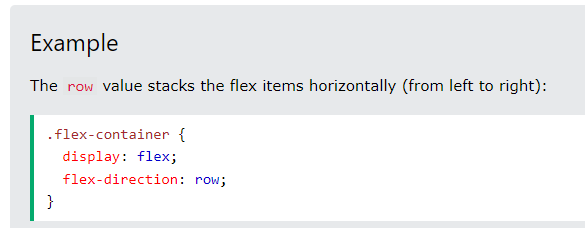 Example
The row value stacks the flex items horizontally (from left to right):
.flex-container {
  display: flex;
  flex-direction: row;
}